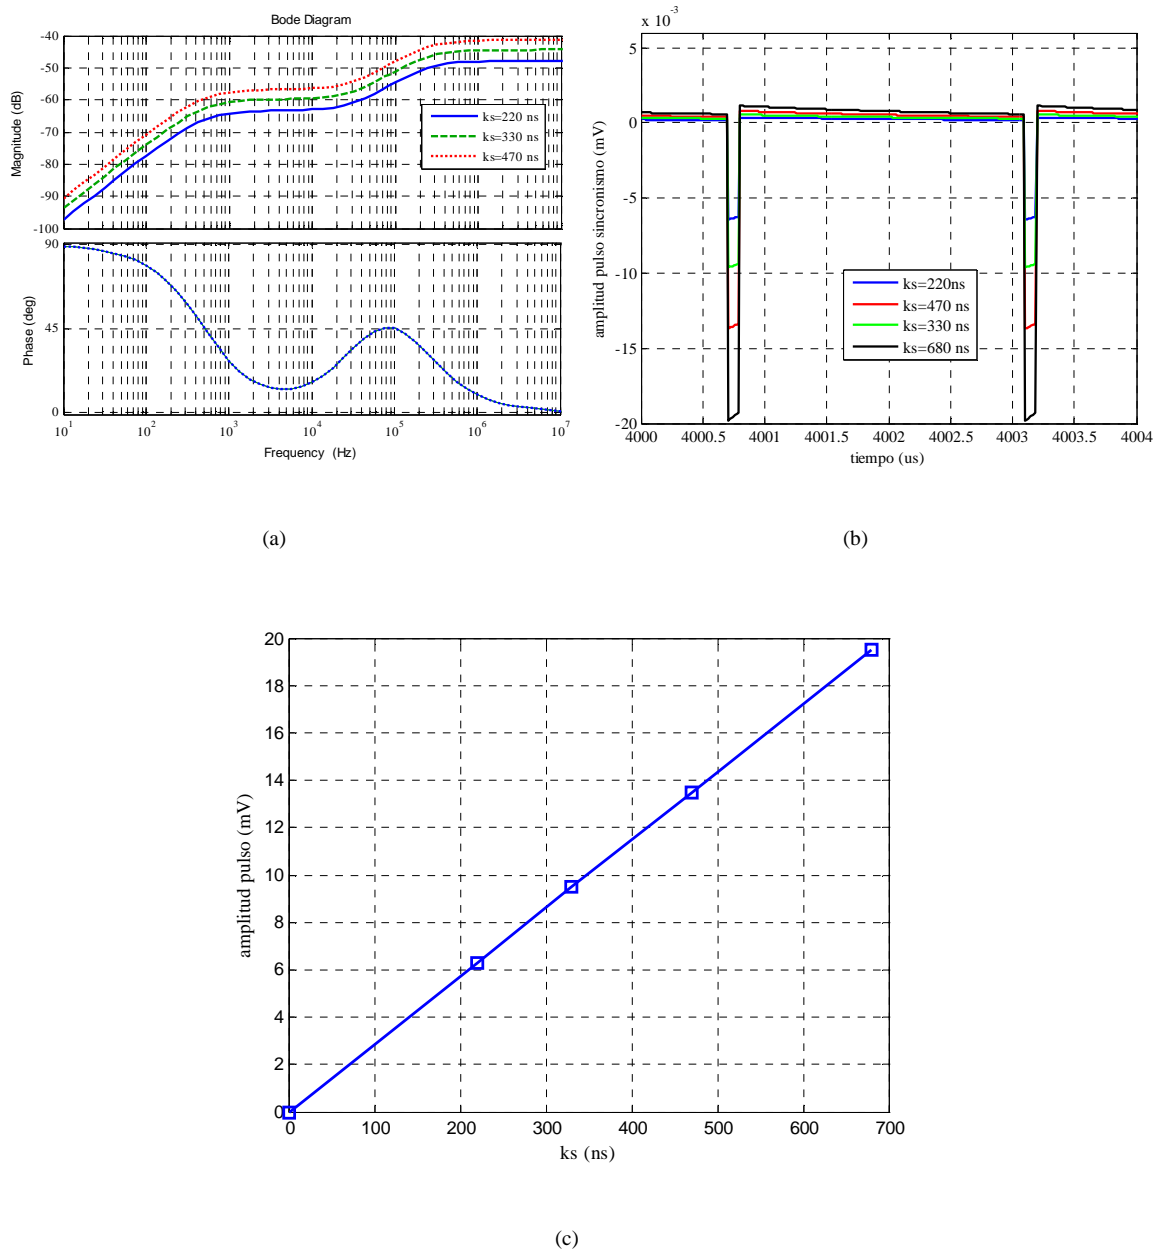 Bode Diagram
Magnitude (dB)
-40
-50
-60
-70
-80
-90
-100
ks=220 ns
ks=330 ns
ks=470 ns
Phase (deg)
90
45
0
10^1 10^2 10^3 10^4 10^5 10^6 10^7
Frequency (Hz)
(a)
x 10^-3
amplitud pulso sincronismo (mV)
5
0
-5
-10
-15
-20
ks=220ns
ks=470 ns
ks=330 ns
ks=680 ns
4000 4000.5 4001 4001.5 4002 4002.5 4003 4003.5 4004
tiempo (us)
(b)
amplitud pulso (mV)
20
18
16
14
12
10
8
6
4
2
0
0 100 200 300 400 500 600 700
ks (ns)
(c)